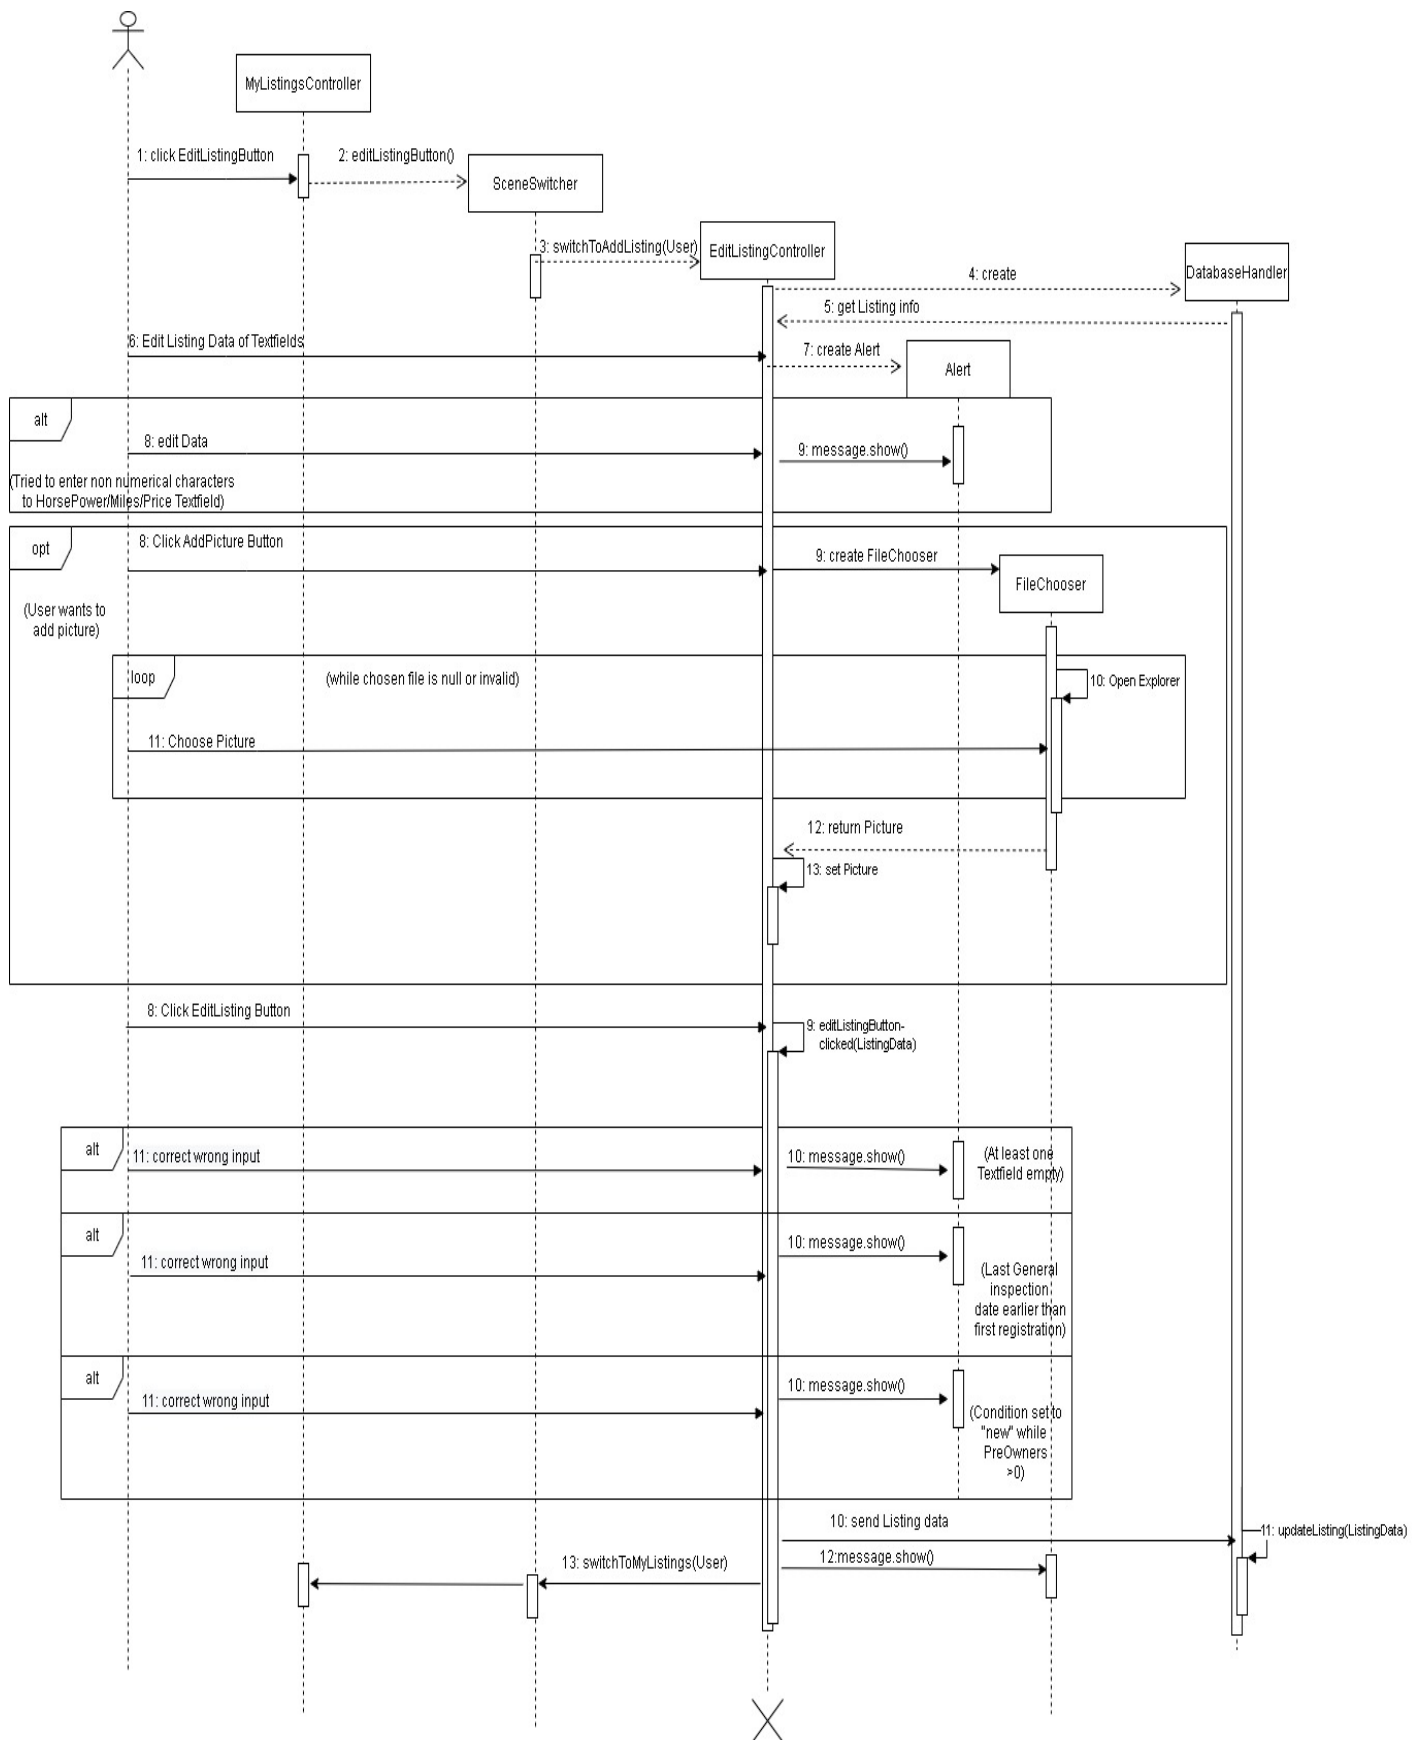 MyListingsController
1: click EditListingButton
2: editListingButton()
SceneSwitcher
3: switchToAddListing(User)
EditListingController
4: create
DatabaseHandler
5: get Listing info
6: Edit Listing Data of Textfields
7: create Alert
Alert
alt
8: edit Data
9: message.show()
(Tried to enter non numerical characters
to HorsePower/Miles/Price Textfield)
opt
8: Click AddPicture Button
9: create FileChooser
FileChooser
(User wants to
add picture)
loop
(while chosen file is null or invalid)
10: Open Explorer
11: Choose Picture
12: return Picture
13: set Picture
8: Click EditListing Button
9: editListingButton-
clicked(ListingData)
alt
11: correct wrong input
10: message.show()
(At least one
Textfield empty)
alt
11: correct wrong input
10: message.show()
(Last General
inspection
date earlier than
first registration)
alt
11: correct wrong input
10: message.show()
(Condition set to
"new" while
PreOwners
>0)
10: send Listing data
11: updateListing(ListingData)
12:message.show()
13: switchToMyListings(User)